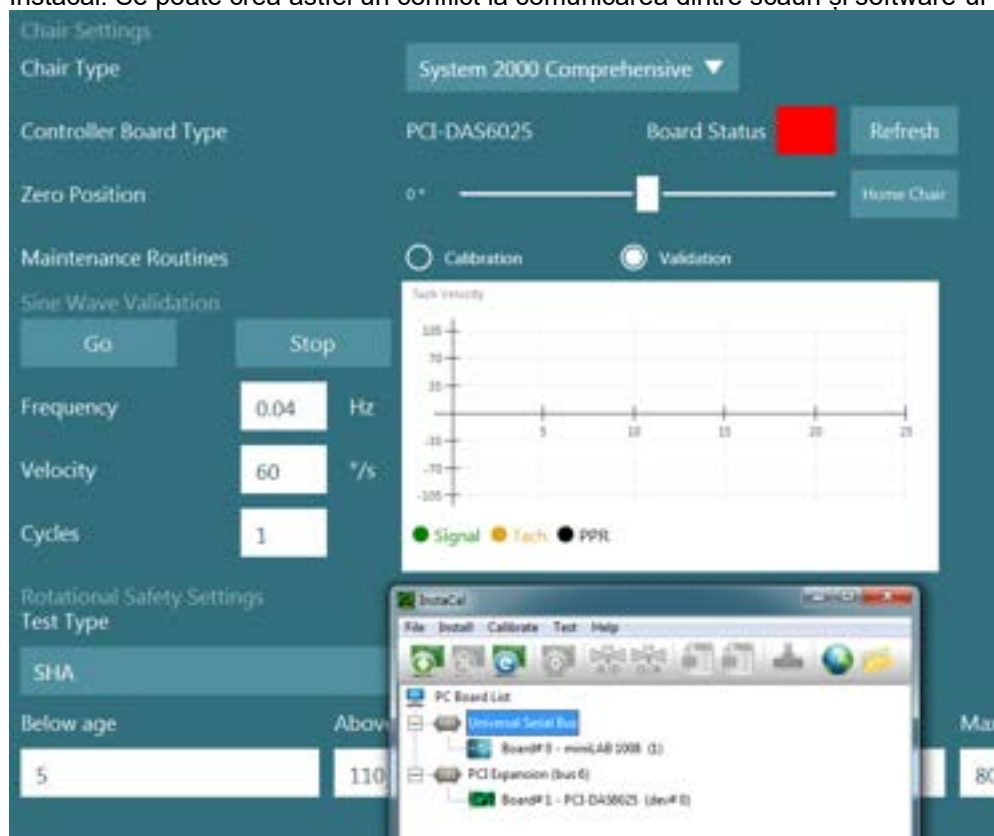 Instacal. Se poate crea astfel un conflict la comunicarea dintre scaun și software-ul
Chair Settings
Chair Type System 2000 Comprehensive
Controller Board Type PCI-DAS6025 Board Status Refresh
Zero Position 0 ° Home Chair
Maintenance Routines Calibration Validation
Sine Wave Validation
Tach Velocity
Go Stop
105
70
35
5 10 15 20 25
-35
-70
-105
Frequency 0.04 Hz
Velocity 60 °/s
Cycles 1
Signal Tach PPR
Rotational Safety Settings
Test Type
SHA
InstaCal
File Install Calibrate Test Help
PC Board List
Universal Serial Bus
Board# 0 - miniLAB 1008 (1)
PCI Expansion (bus 6)
Board# 1 - PCI-DAS6025 (dev# 0)
Below age Abov Max
5 110 80